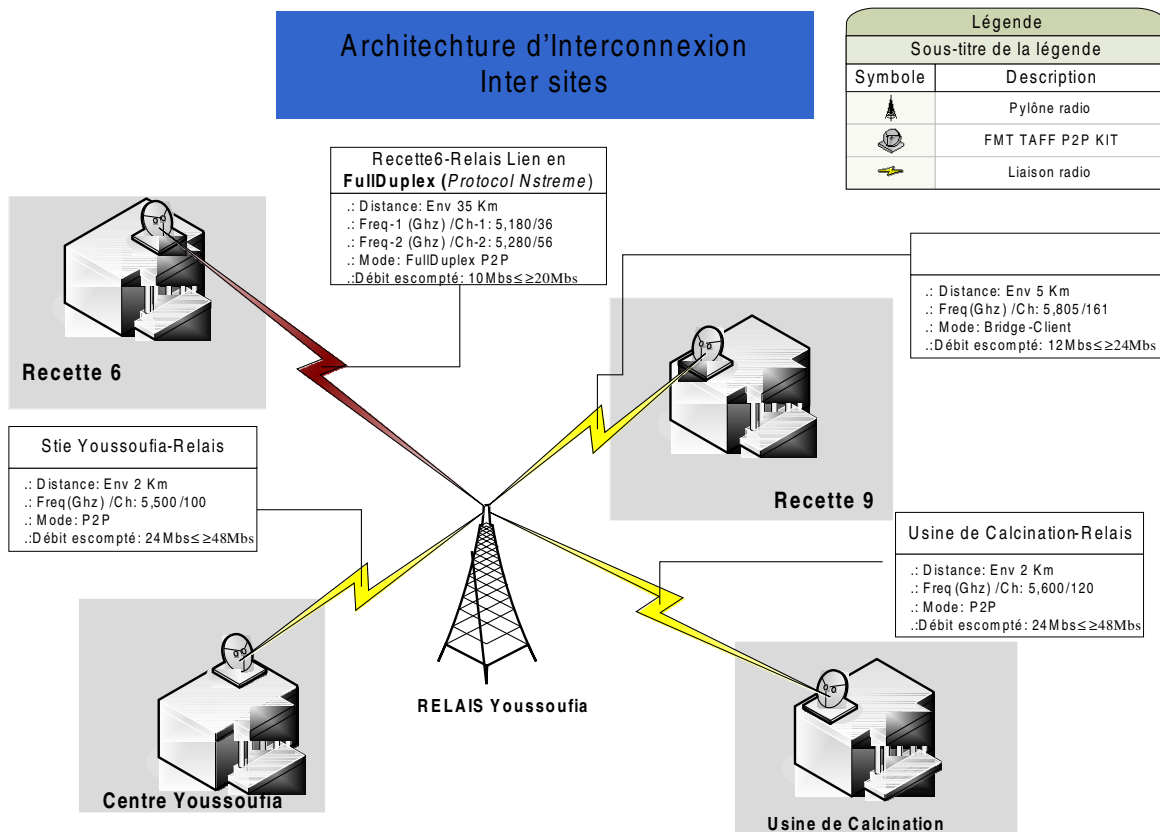 Architechture d'Interconnexion
Inter sites
Légende
Sous-titre de la légende
Symbole Description
Pylône radio
FMT TAFF P2P KIT
Liaison radio
Recette6-Relais Lien en
FullDuplex (Protocol Nstreme)
.: Distance: Env 35 Km
.: Freq-1 (Ghz) /Ch-1: 5,180/36
.: Freq-2 (Ghz) /Ch-2: 5,280/56
.: Mode: FullDuplex P2P
.:Débit escompté: 10Mbs≤≥20Mbs
.: Distance: Env 5 Km
.: Freq(Ghz) /Ch: 5,805/161
.: Mode: Bridge-Client
.:Débit escompté: 12Mbs≤≥24Mbs
Recette 6
Stie Youssoufia-Relais
.: Distance: Env 2 Km
.: Freq(Ghz) /Ch: 5,500/100
.: Mode: P2P
.:Débit escompté: 24Mbs≤≥48Mbs
Recette 9
Usine de Calcination-Relais
.: Distance: Env 2 Km
.: Freq(Ghz) /Ch: 5,600/120
.: Mode: P2P
.:Débit escompté: 24Mbs≤≥48Mbs
RELAIS Youssoufia
Centre Youssoufia
Usine de Calcination